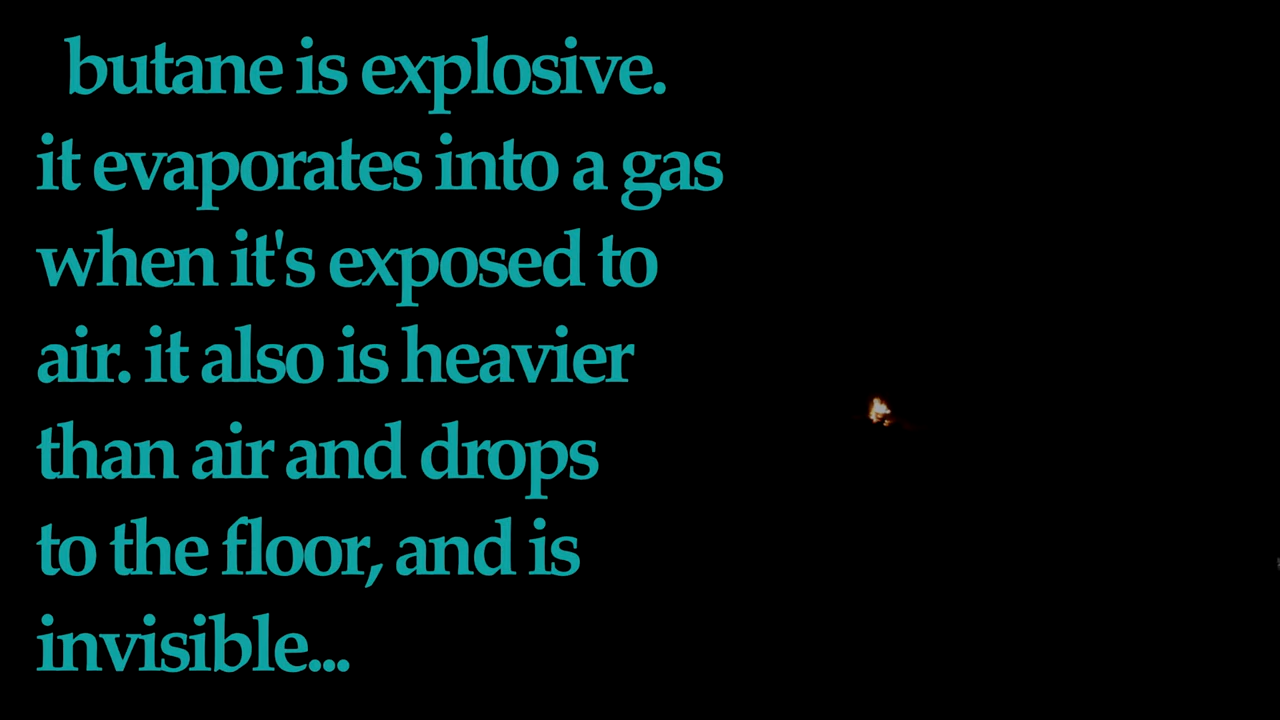 butane is explosive.
it evaporates into a gas
when it's exposed to
air. it also is heavier
than air and drops
to the floor, and is
invisible...